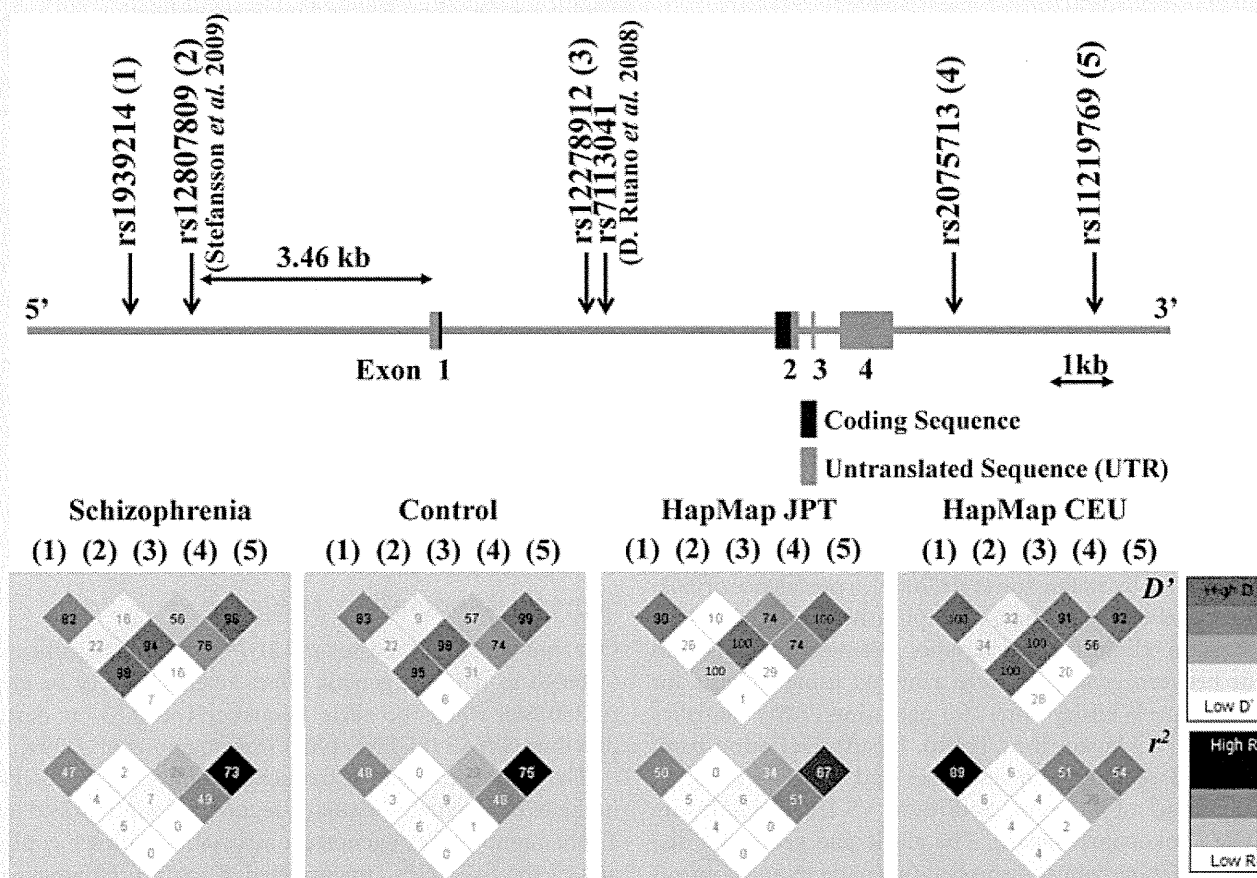 rs1939214 (1)
rs12807809 (2)
(Stefansson et al. 2009)
rs12278912 (3)
rs7113041
(D. Ruano et al. 2008)
rs2075713 (4)
rs11219769 (5)
3.46 kb
5’
3’
Exon 1 2 3 4
1kb
Coding Sequence
Untranslated Sequence (UTR)
Schizophrenia Control HapMap JPT HapMap CEU
(1) (2) (3) (4) (5) (1) (2) (3) (4) (5) (1) (2) (3) (4) (5) (1) (2) (3) (4) (5)
D’
High D
82 16 56 83 9 57 99 90 10 74 100 100 32 91 92
22 94 76 22 99 74 26 100 74 34 100 56
99 16 95 31 100 29 100 20
7 6 1 28
Low D’
r²
High R
47 2 73 48 0 75 50 0 34 89 6 51 54
4 7 49 3 9 48 5 6 51 6 4
5 0 6 1 4 0 4 2
0 0 0 4
Low R